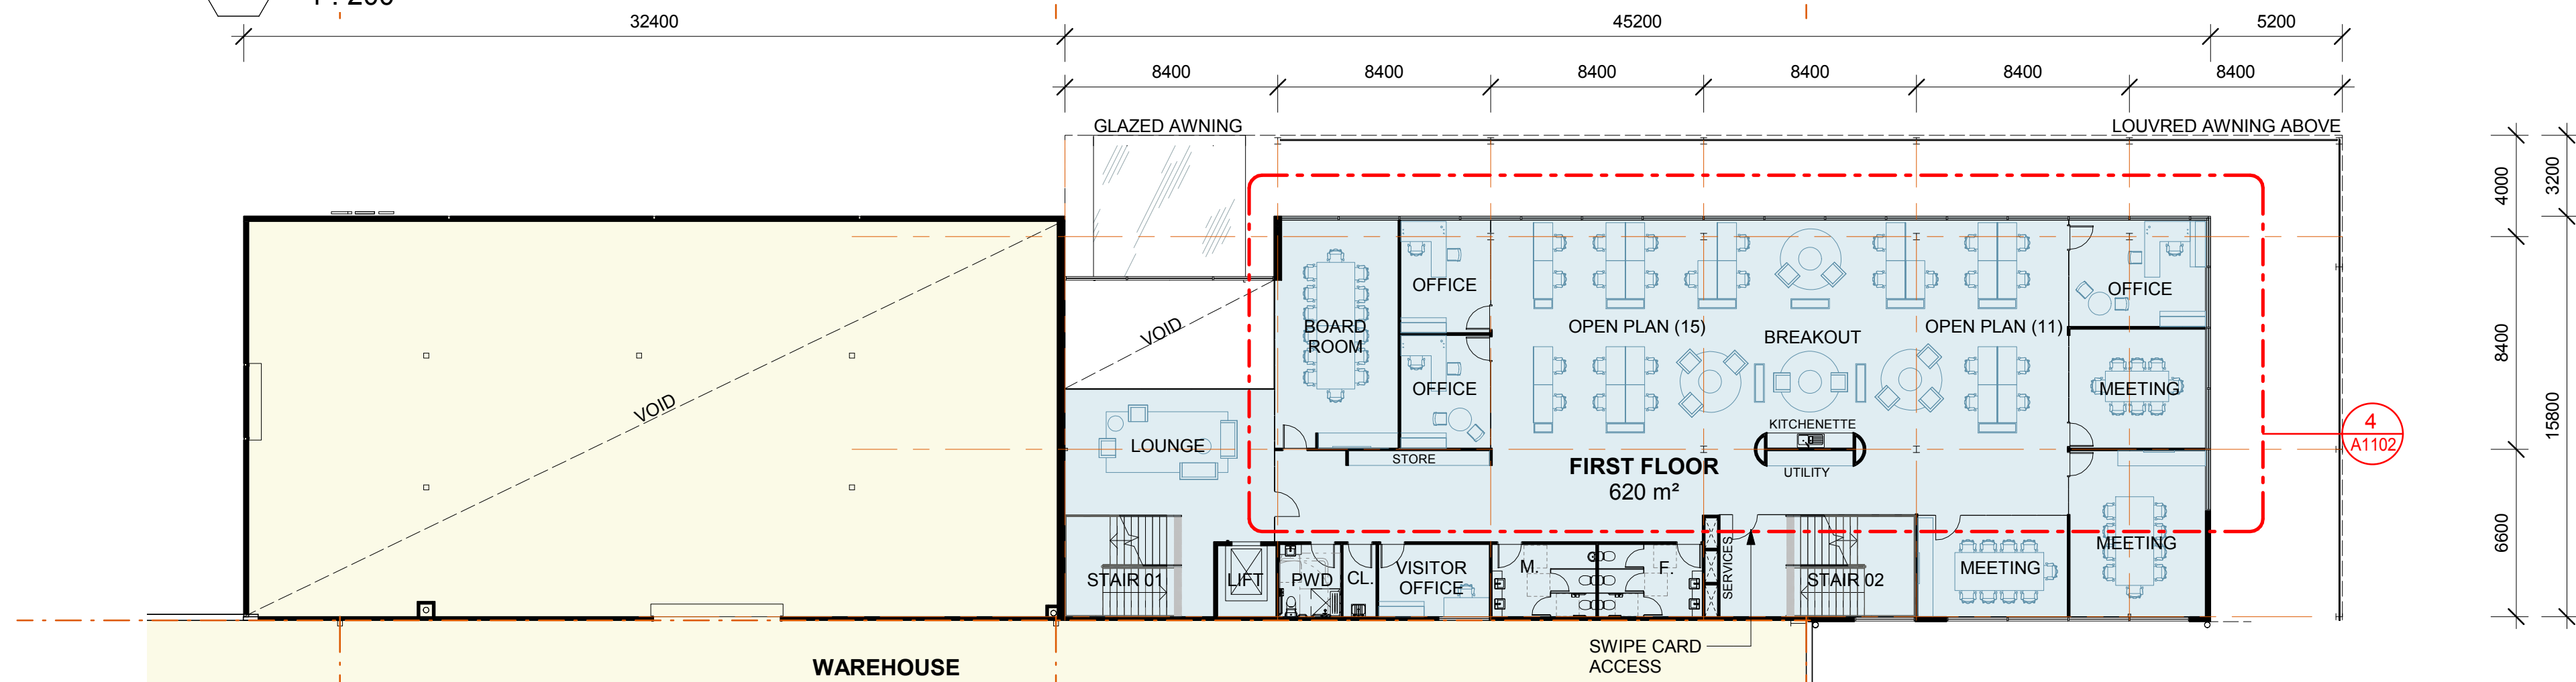 1 : 200
32400
45200
5200
8400
8400
8400
8400
8400
8400
GLAZED AWNING
LOUVRED AWNING ABOVE
4000
3200
VOID
VOID
BOARD
ROOM
OFFICE
OFFICE
OPEN PLAN (15)
BREAKOUT
OPEN PLAN (11)
OFFICE
MEETING
8400
15800
4
A1102
LOUNGE
STORE
KITCHENETTE
UTILITY
FIRST FLOOR
620 m²
6600
STAIR 01
LIFT
PWD
CL.
VISITOR
OFFICE
M.
F.
SERVICES
STAIR 02
MEETING
MEETING
SWIPE CARD
ACCESS
WAREHOUSE